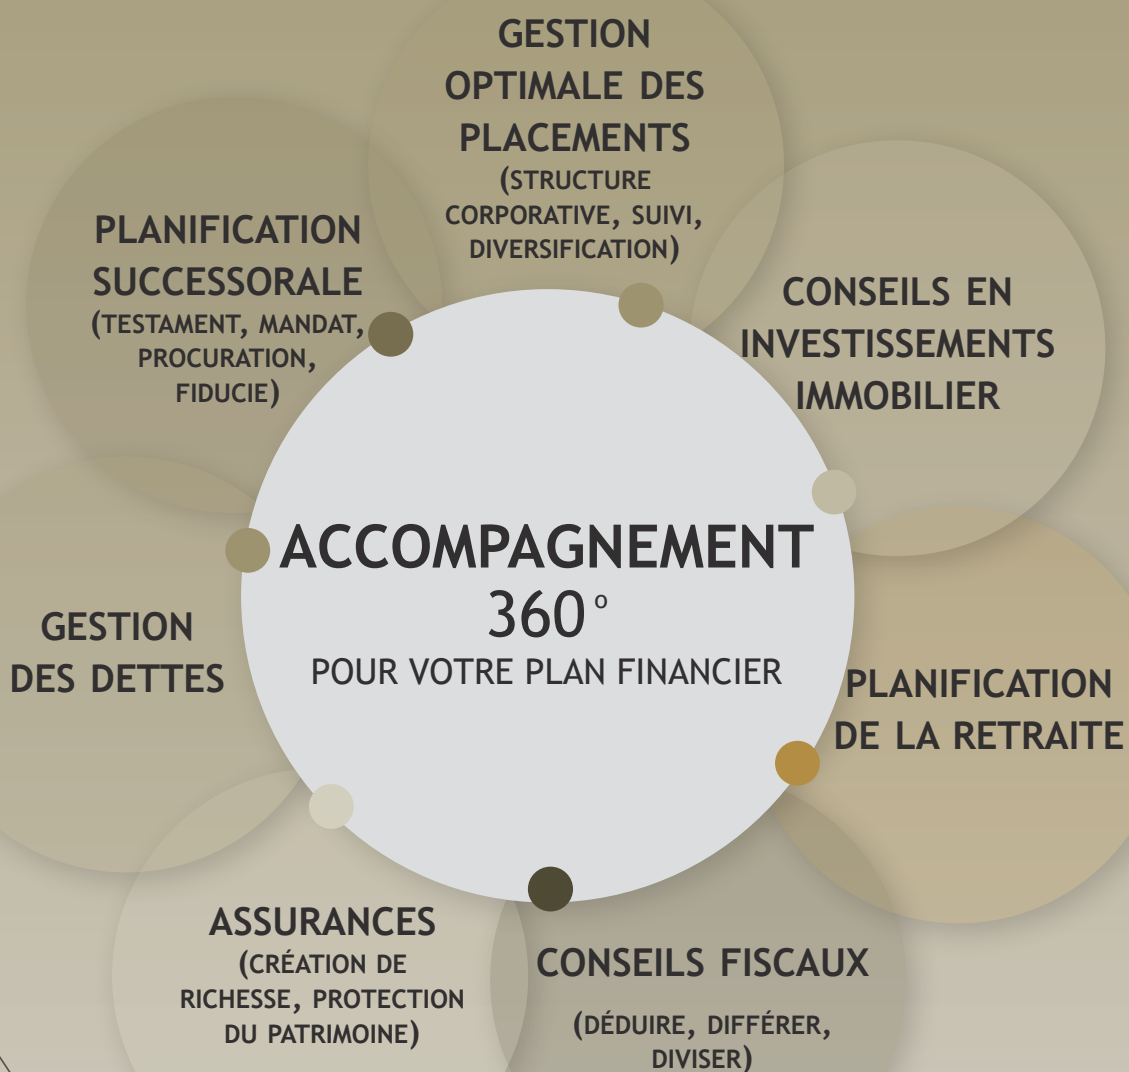 GESTION
OPTIMALE DES
PLACEMENTS
(STRUCTURE
CORPORATIVE, SUIVI,
DIVERSIFICATION)
PLANIFICATION
SUCCESSORALE
(TESTAMENT, MANDAT,
PROCURATION,
FIDUCIE)
CONSEILS EN
INVESTISSEMENTS
IMMOBILIER
ACCOMPAGNEMENT
360°
POUR VOTRE PLAN FINANCIER
GESTION
DES DETTES
PLANIFICATION
DE LA RETRAITE
ASSURANCES
(CRÉATION DE
RICHESSE, PROTECTION
DU PATRIMOINE)
CONSEILS FISCAUX
(DÉDUIRE, DIFFÉRER,
DIVISER)